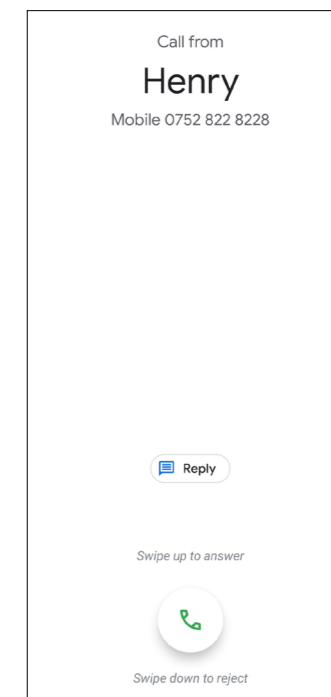 Call from
Henry
Mobile 0752 822 8228
Reply
Swipe up to answer
Swipe down to reject